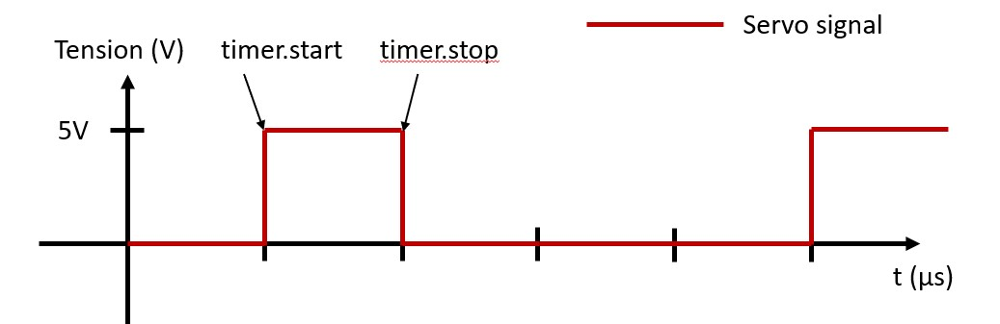 Servo signal
Tension (V)
timer.start
timer.stop
5V
t (µs)